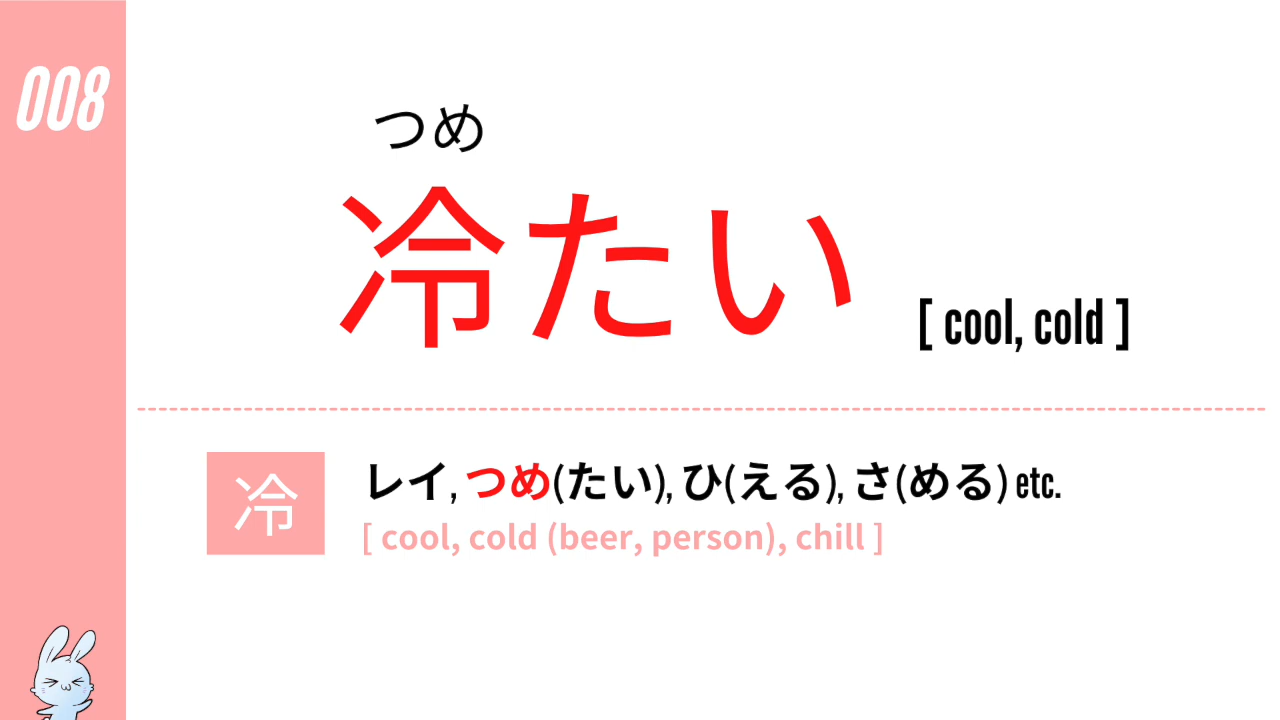 008
つめ
冷たい [ cool, cold ]
冷 レイ, つめ(たい), ひ(える), さ(める) etc.
[ cool, cold (beer, person), chill ]